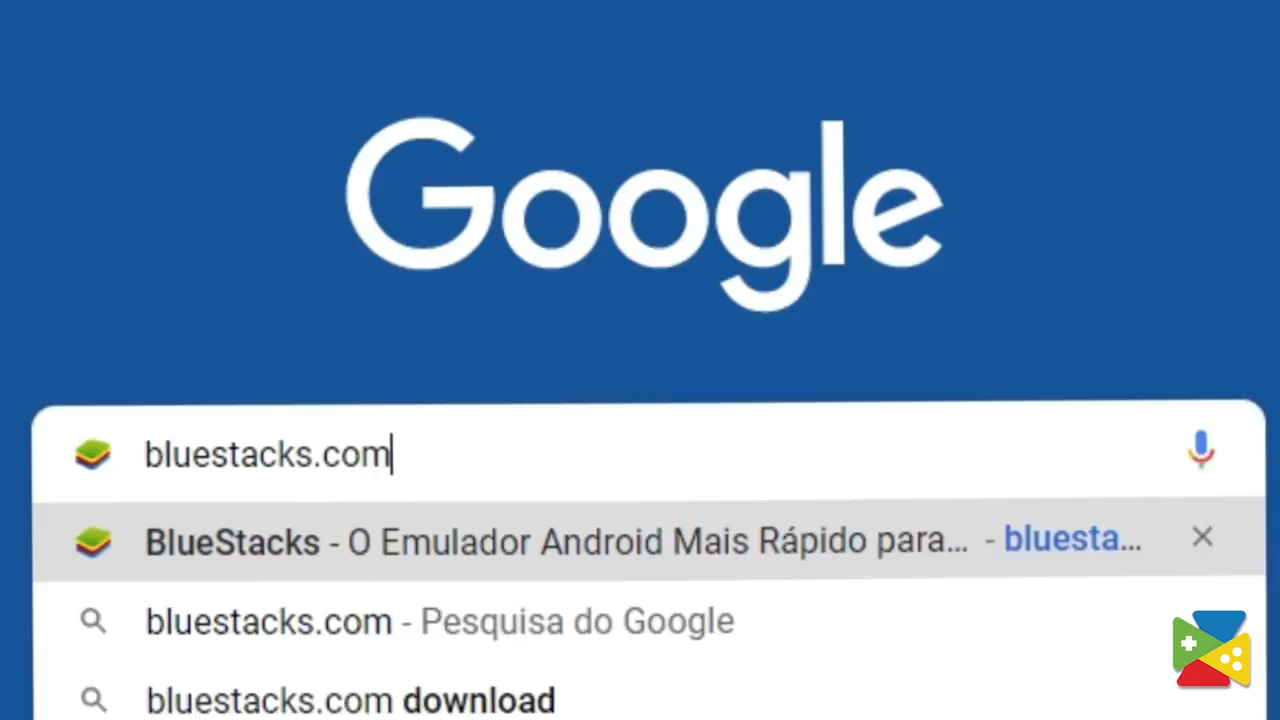 Google
bluestacks.com
BlueStacks - O Emulador Android Mais Rápido para... - bluesta...
bluestacks.com - Pesquisa do Google
bluestacks.com download